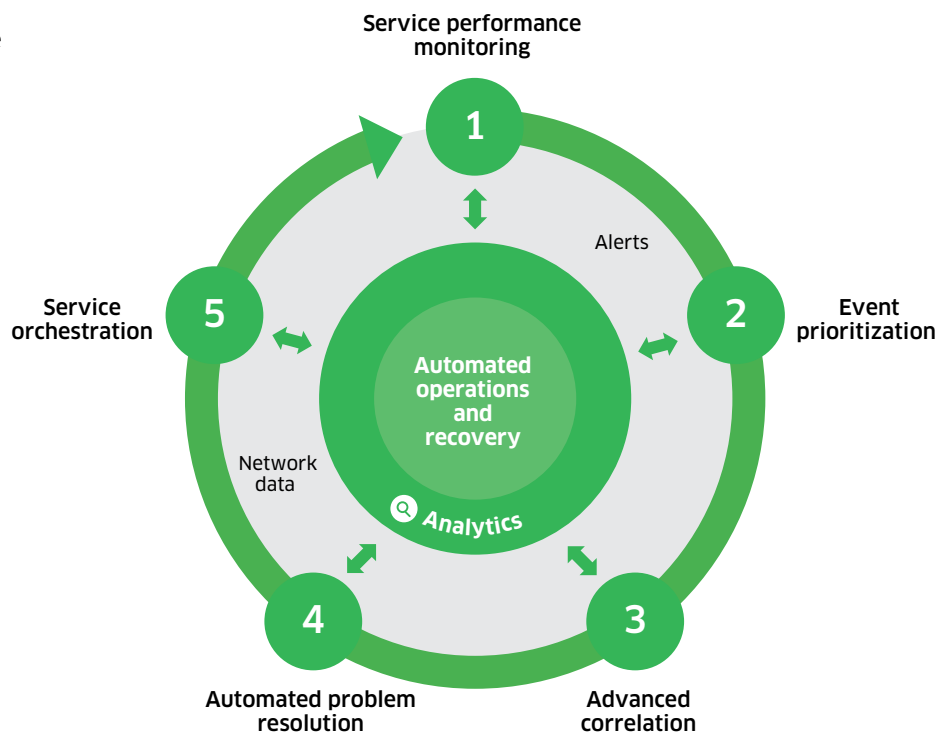 Service performance
monitoring
1
Alerts
2
Event
prioritization
5
Service
orchestration
Automated
operations
and
recovery
Network
data
Analytics
4
3
Automated problem
resolution
Advanced
correlation